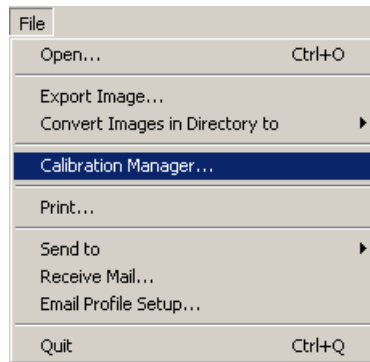 File
Open... Ctrl+O
Export Image...
Convert Images in Directory to
Calibration Manager...
Print...
Send to
Receive Mail...
Email Profile Setup...
Quit Ctrl+Q